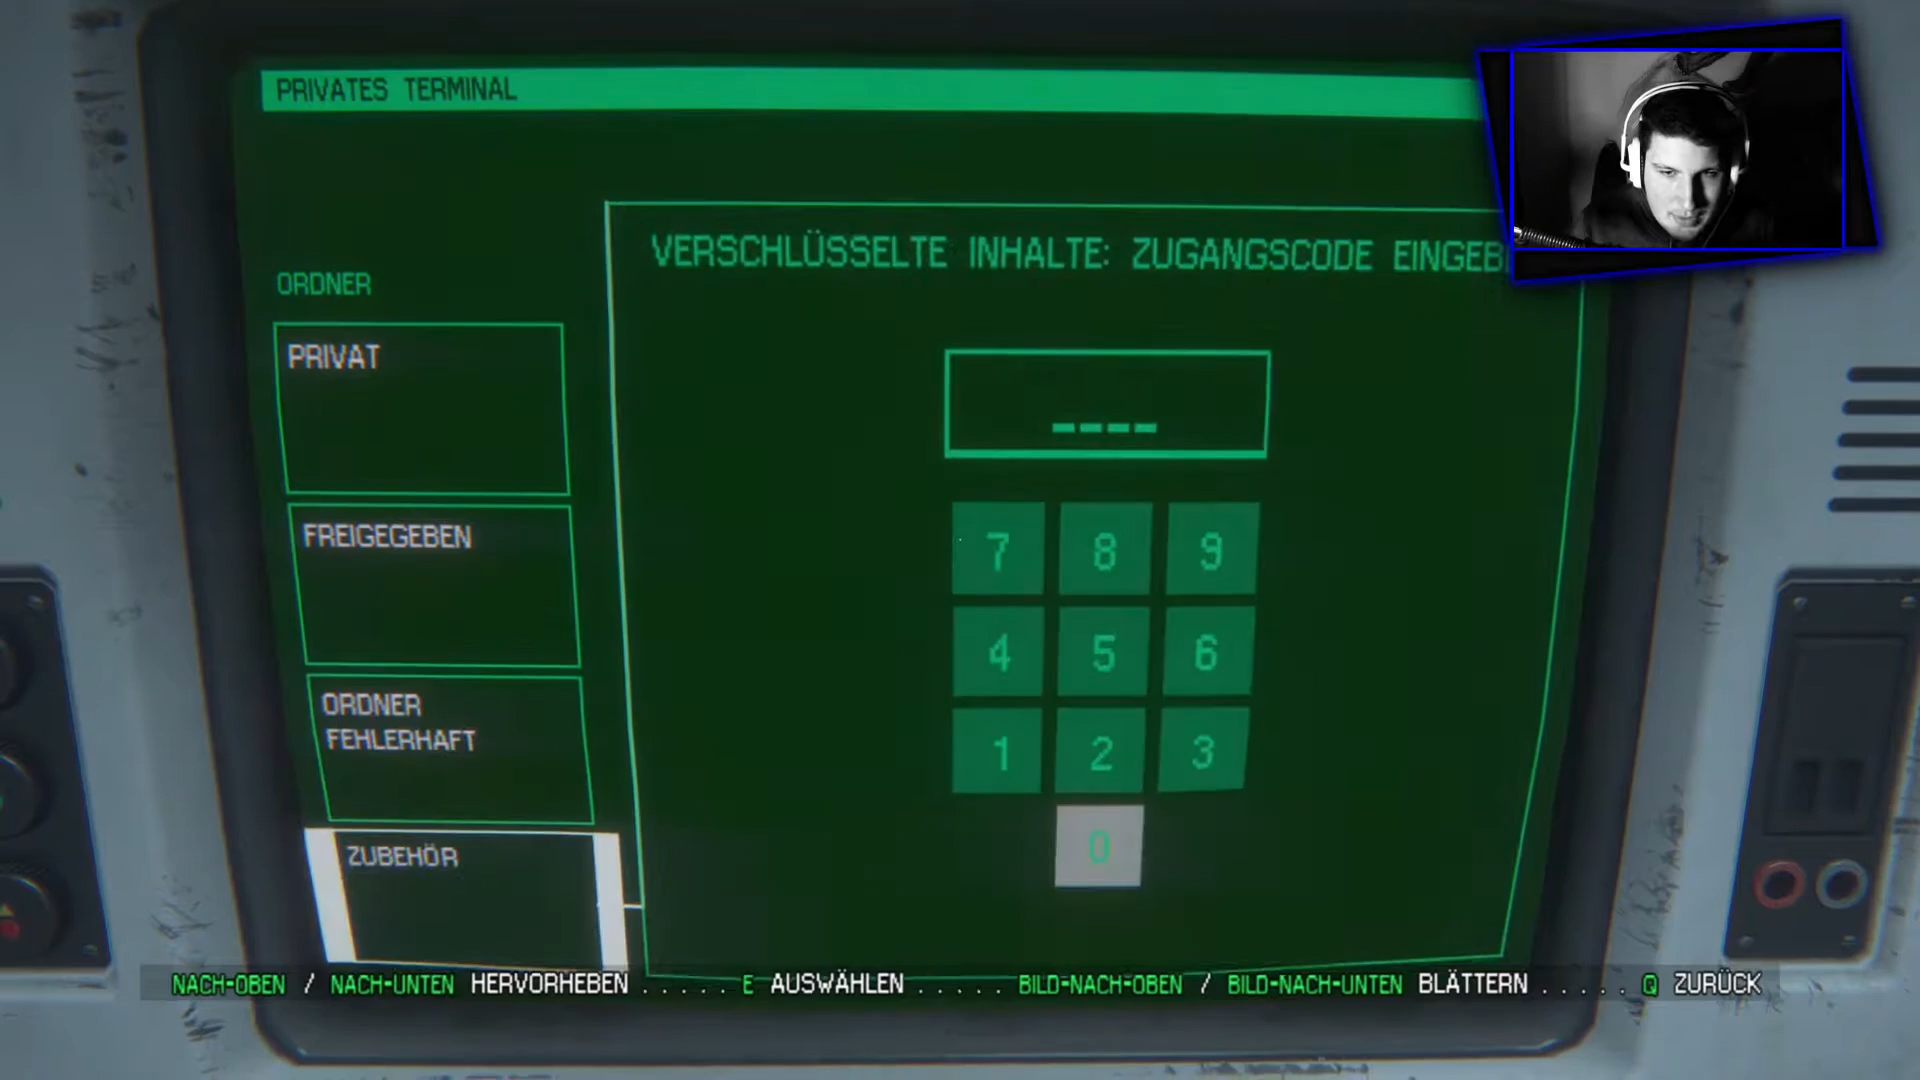 PRIVATES TERMINAL
VERSCHLÜSSELTE INHALTE: ZUGANGSCODE EINGEB
ORDNER
PRIVAT
FREIGEGEBEN
ORDNER
FEHLERHAFT
ZUBEHÖR
7 8 9
4 5 6
1 2 3
0
NACH-OBEN / NACH-UNTEN HERVORHEBEN ..... E AUSWÄHLEN ..... BILD-NACH-OBEN / BILD-NACH-UNTEN BLÄTTERN ..... Q ZURÜCK